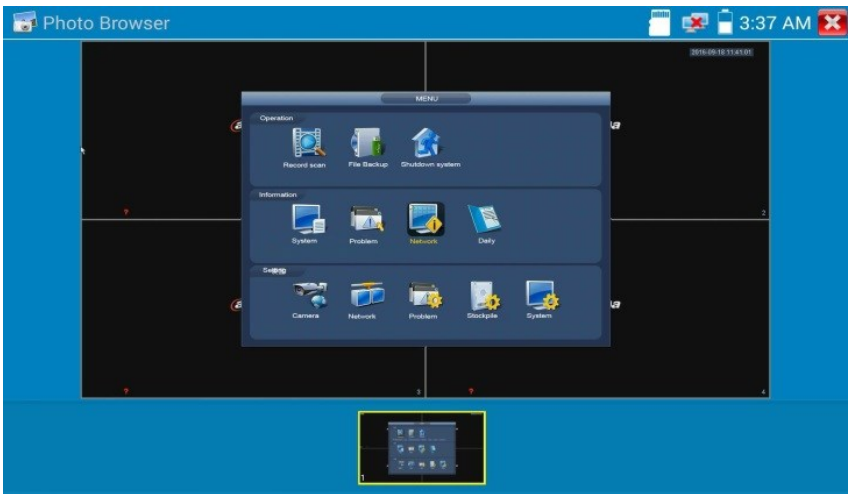 Photo Browser
3:37 AM
2016-09-10 11:41:01
MENU
Operation
Record scan File Backup Shutdown system
Information
?
2
System Problem Network Daily
Camera Network Problem Stockpile System
?
3
?
4
1